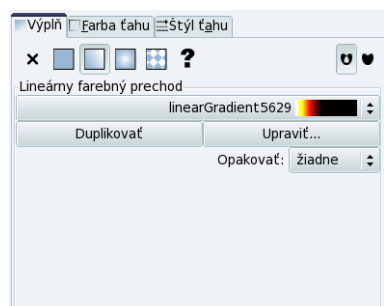 Výplň Farba ťahu Štýl ťahu
Lineárny farebný prechod
linearGradient5629
Duplikovať Upraviť...
Opakovať: žiadne